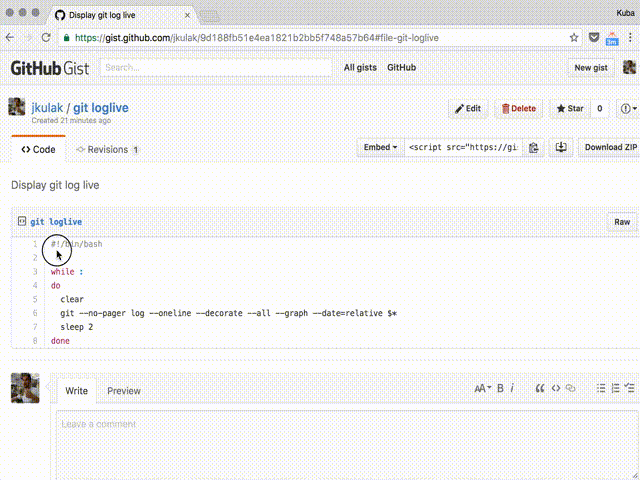 Display git log live
Kuba
https://gist.github.com/jkulak/9d188fb51e4ea1821b2bb5f748a57b64#file-git-loglive
3m
GitHub Gist
Search...
All gists
GitHub
New gist
jkulak / git loglive
Edit
Delete
Star
0
Created 21 minutes ago
Code
Revisions 1
Embed
<script src="https://gi
Download ZIP
Display git log live
git loglive
Raw
1 #!/bin/bash
2
3 while :
4 do
5 clear
6 git --no-pager log --oneline --decorate --all --graph --date=relative $*
7 sleep 2
8 done
Write
Preview
AA B i “ <>
Leave a comment